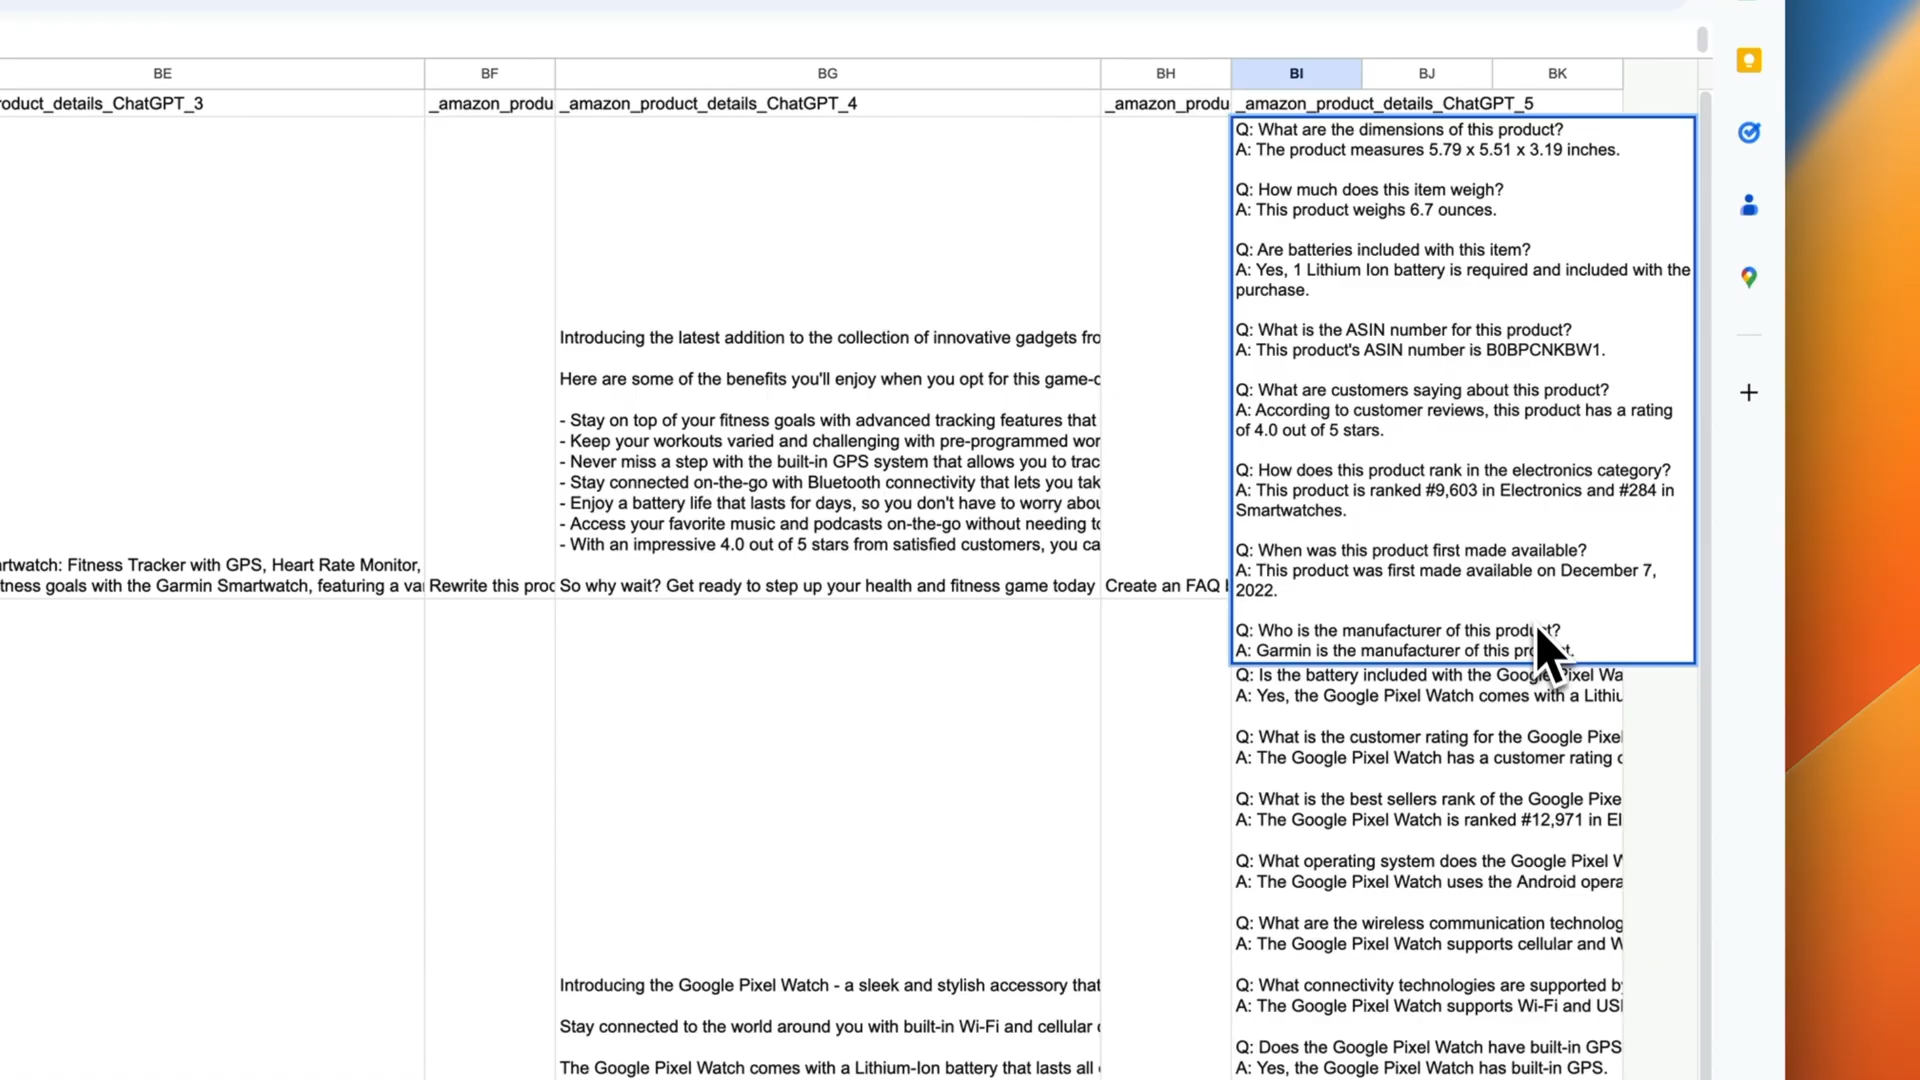 BE BF BG BH BI BJ BK
oduct_details_ChatGPT_3 _amazon_produ _amazon_product_details_ChatGPT_4 _amazon_produ _amazon_product_details_ChatGPT_5
rtwatch: Fitness Tracker with GPS, Heart Rate Monitor,
tness goals with the Garmin Smartwatch, featuring a va
Rewrite this proc
Introducing the latest addition to the collection of innovative gadgets fro
Here are some of the benefits you'll enjoy when you opt for this game-c
- Stay on top of your fitness goals with advanced tracking features that
- Keep your workouts varied and challenging with pre-programmed wor
- Never miss a step with the built-in GPS system that allows you to trac
- Stay connected on-the-go with Bluetooth connectivity that lets you tak
- Enjoy a battery life that lasts for days, so you don't have to worry abou
- Access your favorite music and podcasts on-the-go without needing to
- With an impressive 4.0 out of 5 stars from satisfied customers, you ca
So why wait? Get ready to step up your health and fitness game today
Create an FAQ
Q: What are the dimensions of this product?
A: The product measures 5.79 x 5.51 x 3.19 inches.
Q: How much does this item weigh?
A: This product weighs 6.7 ounces.
Q: Are batteries included with this item?
A: Yes, 1 Lithium Ion battery is required and included with the
purchase.
Q: What is the ASIN number for this product?
A: This product's ASIN number is B0BPCNKBW1.
Q: What are customers saying about this product?
A: According to customer reviews, this product has a rating
of 4.0 out of 5 stars.
Q: How does this product rank in the electronics category?
A: This product is ranked #9,603 in Electronics and #284 in
Smartwatches.
Q: When was this product first made available?
A: This product was first made available on December 7,
2022.
Q: Who is the manufacturer of this product?
A: Garmin is the manufacturer of this product.
Introducing the Google Pixel Watch - a sleek and stylish accessory that
Stay connected to the world around you with built-in Wi-Fi and cellular
The Google Pixel Watch comes with a Lithium-Ion battery that lasts all
Q: Is the battery included with the Google Pixel Wa
A: Yes, the Google Pixel Watch comes with a Lithiu
Q: What is the customer rating for the Google Pixel
A: The Google Pixel Watch has a customer rating o
Q: What is the best sellers rank of the Google Pixe
A: The Google Pixel Watch is ranked #12,971 in El
Q: What operating system does the Google Pixel W
A: The Google Pixel Watch uses the Android opera
Q: What are the wireless communication technolog
A: The Google Pixel Watch supports cellular and W
Q: What connectivity technologies are supported by
A: The Google Pixel Watch supports Wi-Fi and USI
Q: Does the Google Pixel Watch have built-in GPS
A: Yes, the Google Pixel Watch has built-in GPS.